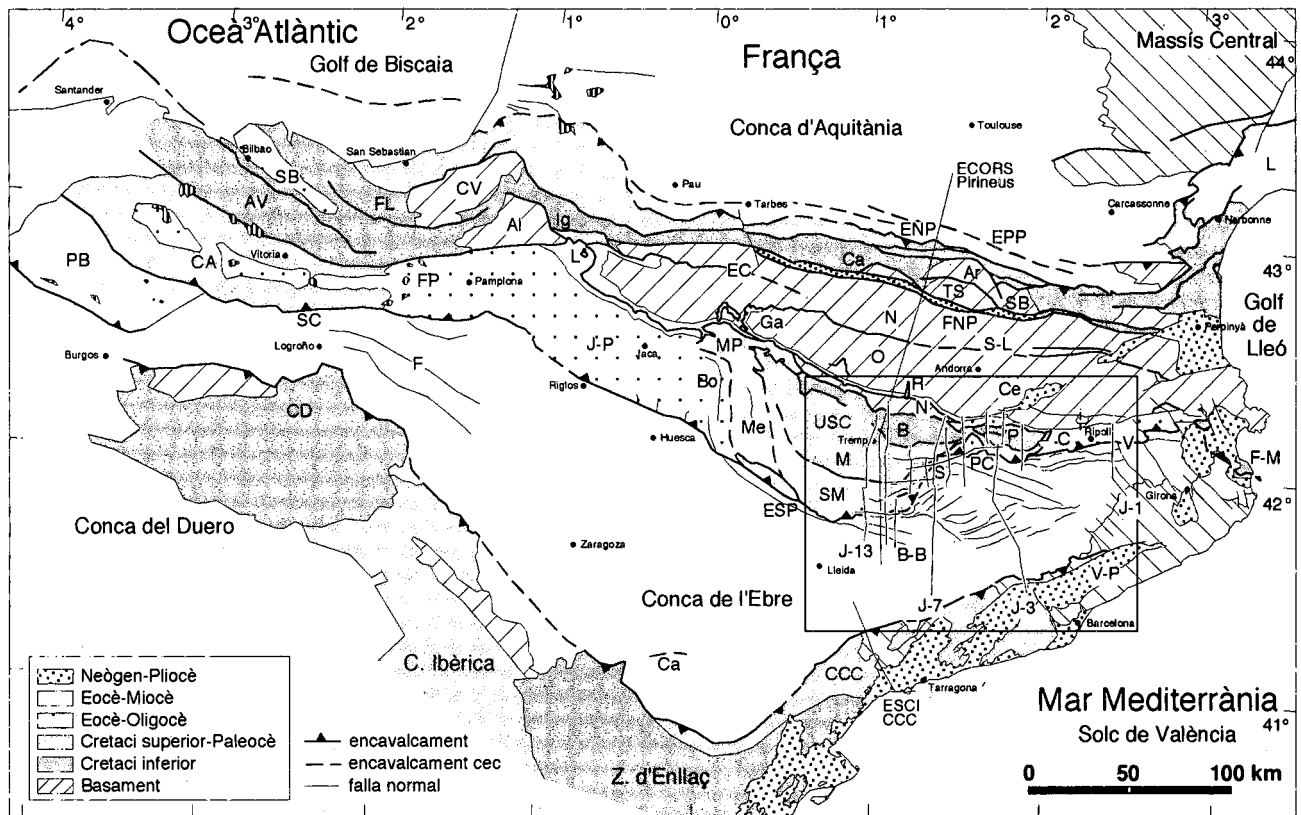 4°
3°
2°
1°
0°
1°
2°
3°
Oceà Atlàntic
Golf de Biscaia
França
Massís Central
44°
Santander
Conca d'Aquitània
Toulouse
Bilbao
San Sebastian
ECORS
Pirineus
L
SB
CV
Pau
Tarbes
Carcassonne
Narbonne
AV
FL
Ig
Al
ENP
EPP
PB
CA
Vitoria
L
EC
Ca
Ar
TS
SB
43°
FP
Pamplona
Golf
de
Lleó
SC
Ga
N
FNP
Perpinyà
S-L
Burgos
Logroño
F
J-P
Jaca
MP
O
Andorra
Riglos
Bo
R
Ce
N
CD
USC
B
P
C
Ripoll
V
Tremp
Huesca
Me
M
S
PC
F-M
SM
Girona
42°
ESP
J-1
Conca del Duero
Zaragoza
J-13
B-B
Lleida
V-P
Conca de l'Ebre
J-7
J-3
Barcelona
C. Ibèrica
Ca
CCC
Tarragona
ESCI
CCC
Mar Mediterrània
Solc de València
41°
Z. d'Enllaç
Neògen-Pliocè
Eocè-Miocè
Eocè-Oligocè
Cretaci superior-Paleocè
Cretaci inferior
Basament
encavalcament
encavalcament cec
falla normal
0 50 100 km